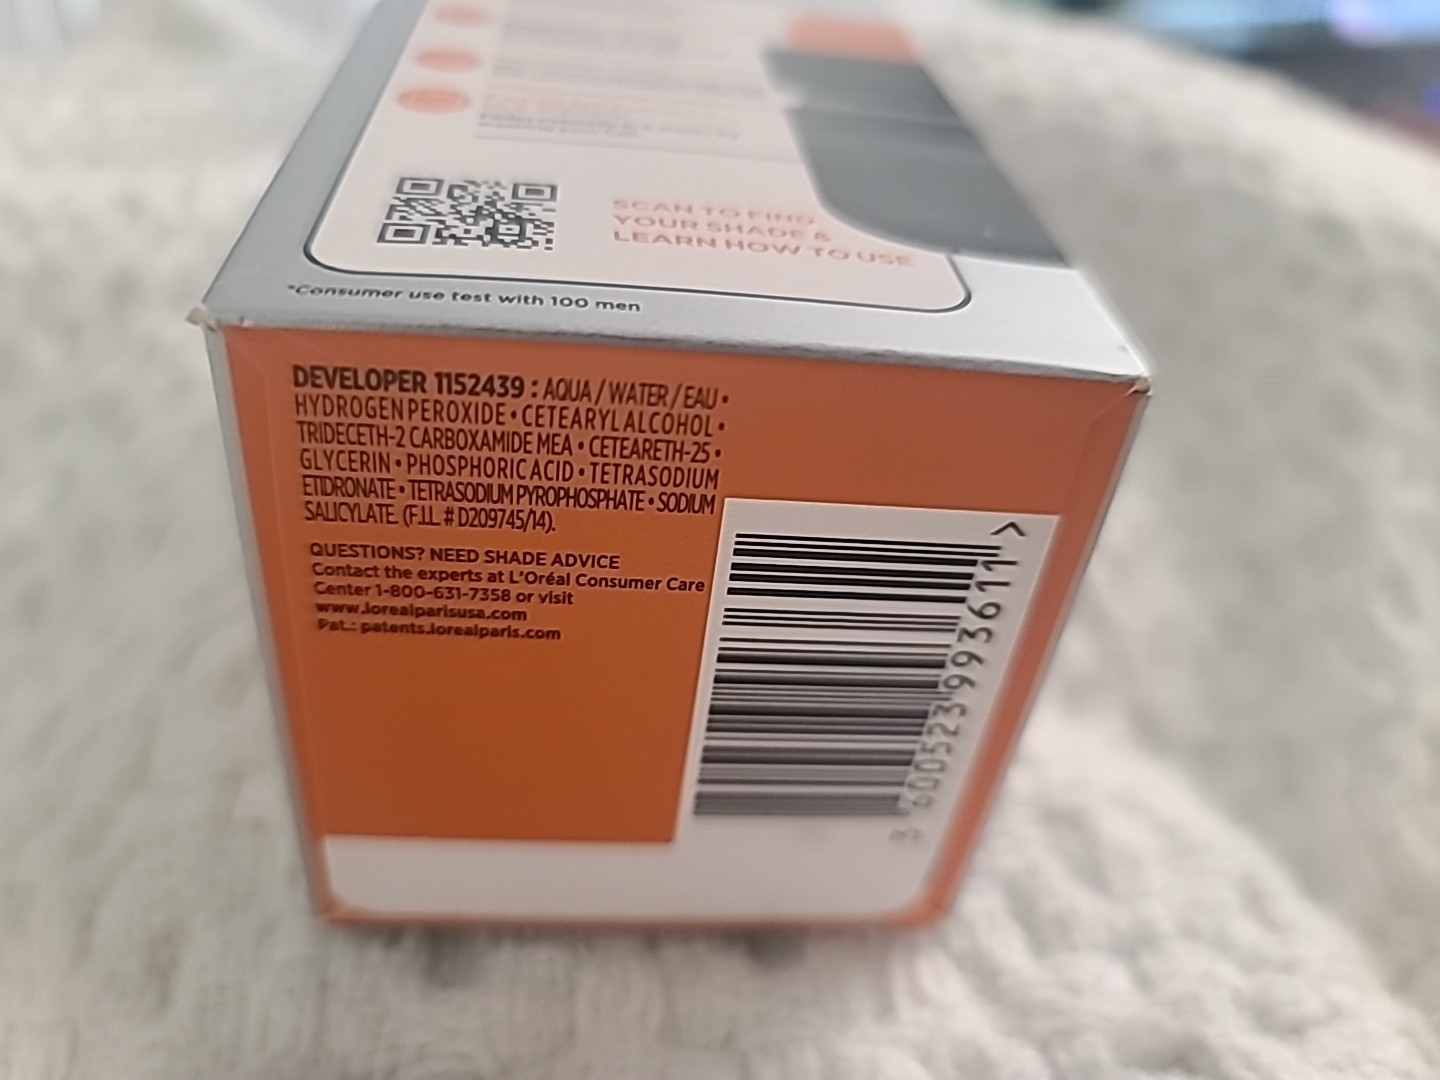 SCAN TO FIND
YOUR SHADE &
LEARN HOW TO USE
*Consumer use test with 100 men
DEVELOPER 1152439 : AQUA / WATER / EAU •
HYDROGEN PEROXIDE • CETEARYL ALCOHOL •
TRIDECETH-2 CARBOXAMIDE MEA • CETEARETH-25 •
GLYCERIN • PHOSPHORIC ACID • TETRASODIUM
ETIDRONATE • TETRASODIUM PYROPHOSPHATE • SODIUM
SALICYLATE. (F.I.L. # D209745/14).
QUESTIONS? NEED SHADE ADVICE
Contact the experts at L'Oréal Consumer Care
Center 1-800-631-7358 or visit
www.lorealparisusa.com
Pat.: patents.lorealparis.com
3 600523 993611 >